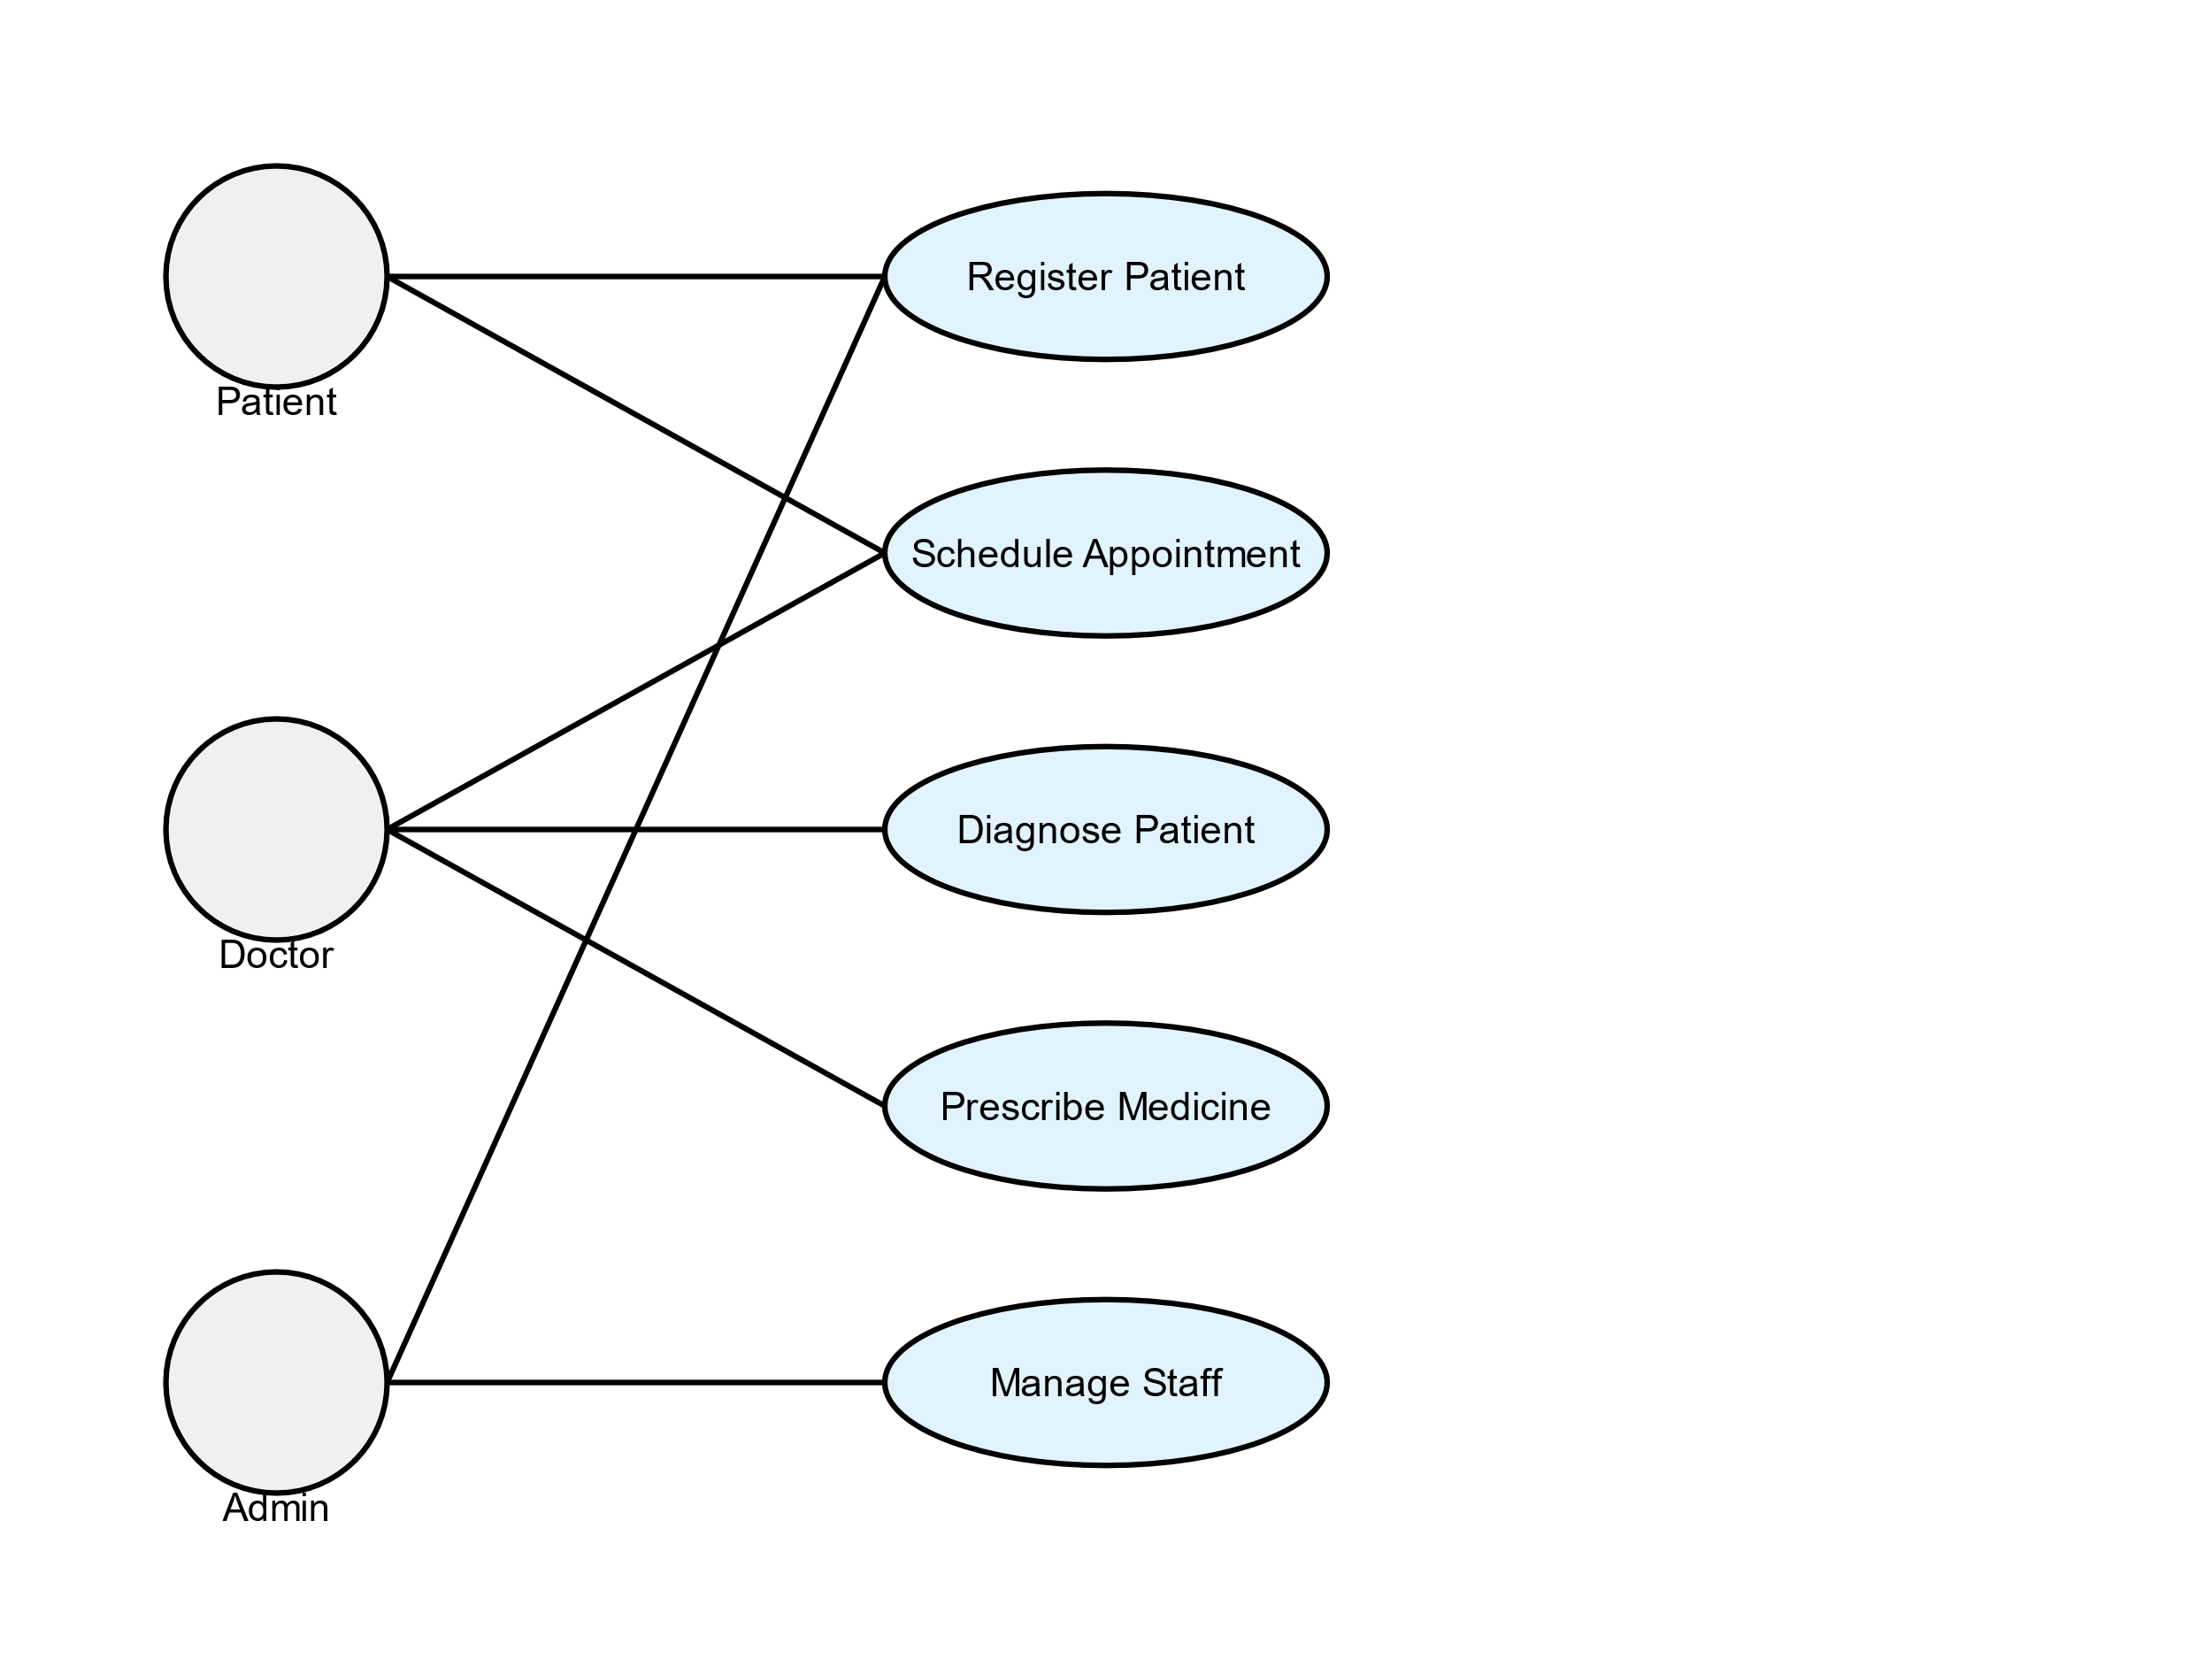 Patient
Register Patient
Schedule Appointment
Doctor
Diagnose Patient
Prescribe Medicine
Admin
Manage Staff